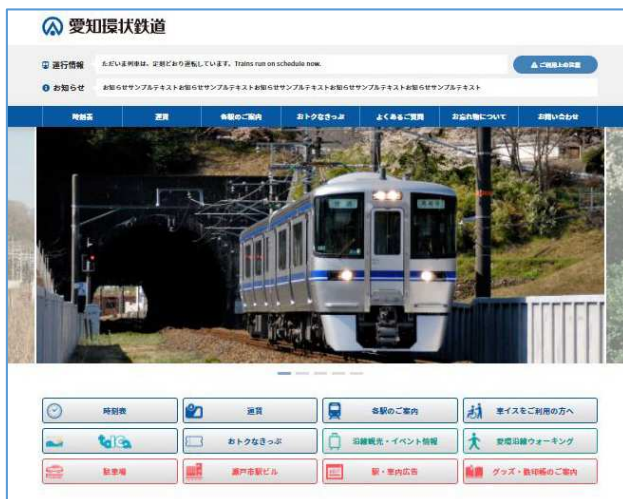 愛知環状鉄道
運行情報 ただいま列車は、定刻どおり運転しています。Trains run on schedule now.
ご利用上の注意
お知らせ お知らせサンプルテキストお知らせサンプルテキストお知らせサンプルテキストお知らせサンプルテキストお知らせサンプルテキスト
時刻表 運賃 各駅のご案内 おトクなきっぷ よくあるご質問 お忘れ物について お問い合わせ
普通
時刻表 運賃 各駅のご案内 車イスをご利用の方へ
おトクなきっぷ 沿線観光・イベント情報 愛環沿線ウォーキング
駐車場 瀬戸市駅ビル 駅・車内広告 グッズ・鉄印帳のご案内